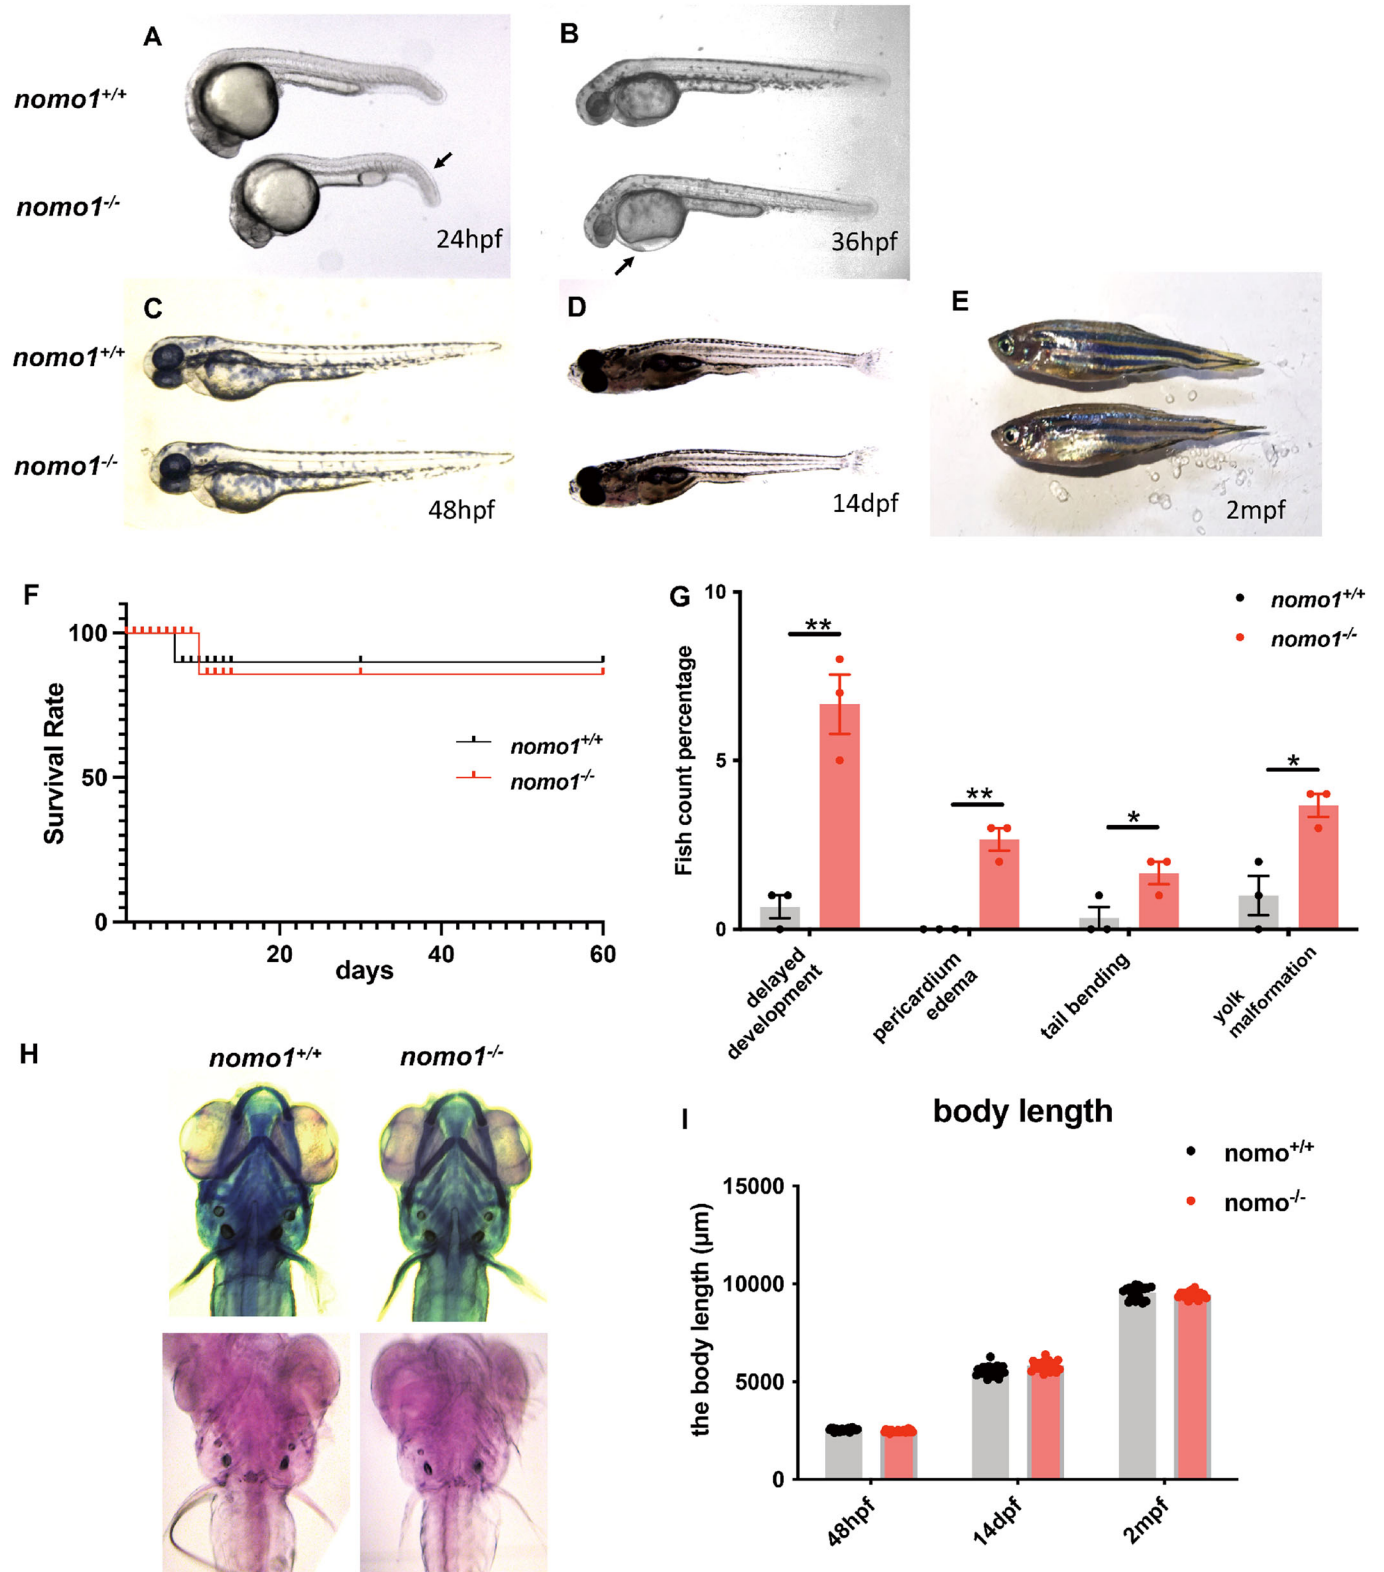 A
B
nomo1+/+
nomo1-/-
24hpf
36hpf
C
D
E
nomo1+/+
nomo1-/-
48hpf
14dpf
2mpf
F
100
50
0
20
40
60
Survival Rate
days
nomo1+/+
nomo1-/-
G
10
5
0
Fish count percentage
nomo1+/+
nomo1-/-
**
**
*
*
delayed
development
pericardium
edema
tail bending
yolk
malformation
H
nomo1+/+
nomo1-/-
I
body length
nomo+/+
nomo-/-
15000
10000
5000
0
the body length (μm)
48hpf
14dpf
2mpf